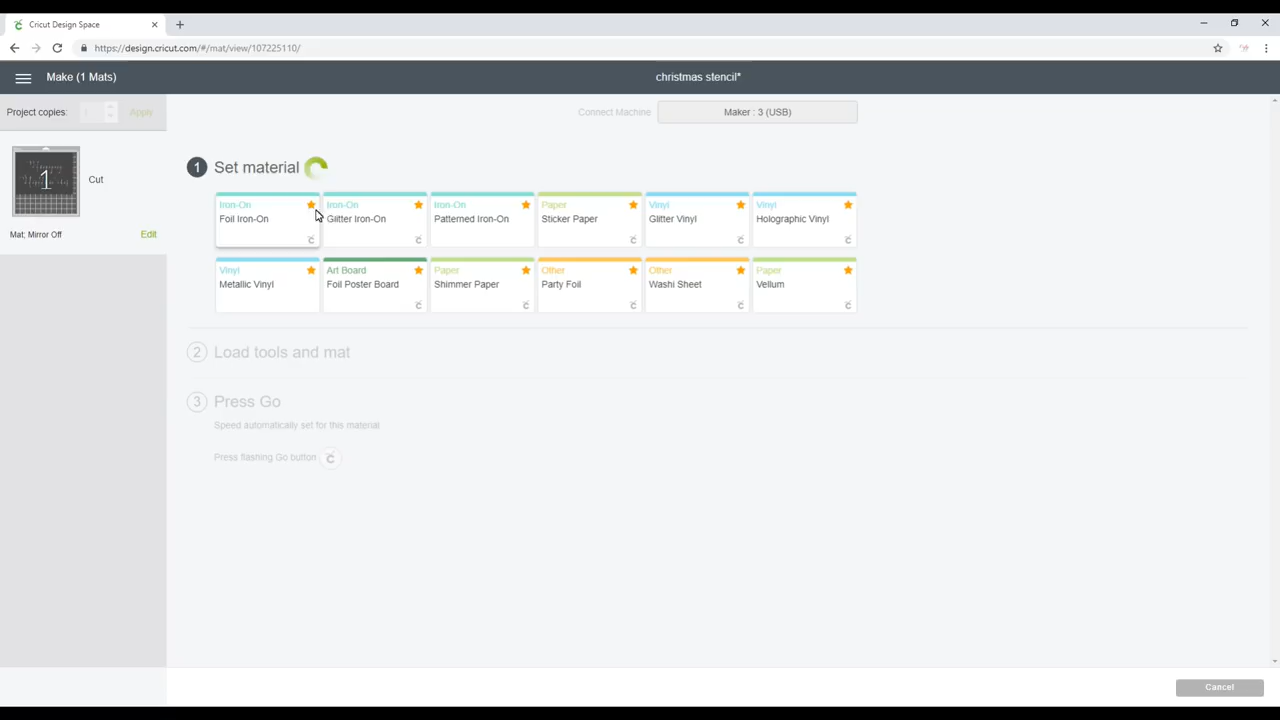 Cricut Design Space
https://design.cricut.com/#/mat/view/107225110/
Make (1 Mats)
christmas stencil*
Project copies:
Apply
Connect Machine
Maker : 3 (USB)
1
Cut
Mat; Mirror Off
Edit
1 Set material
Iron-On
Foil Iron-On
Iron-On
Glitter Iron-On
Iron-On
Patterned Iron-On
Paper
Sticker Paper
Vinyl
Glitter Vinyl
Vinyl
Holographic Vinyl
Vinyl
Metallic Vinyl
Art Board
Foil Poster Board
Paper
Shimmer Paper
Other
Party Foil
Other
Washi Sheet
Paper
Vellum
2 Load tools and mat
3 Press Go
Speed automatically set for this material
Press flashing Go button
Cancel